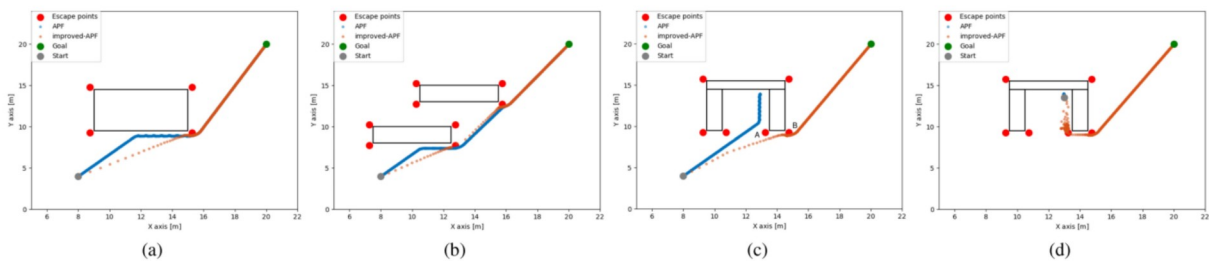 Escape points
APF
improved-APF
Goal
Start
20
15
10
5
0
Y axis [m]
6 8 10 12 14 16 18 20 22
X axis [m]
(a)
Escape points
APF
improved-APF
Goal
Start
20
15
10
5
0
Y axis [m]
6 8 10 12 14 16 18 20 22
X axis [m]
(b)
Escape points
APF
improved-APF
Goal
Start
20
15
10
5
0
Y axis [m]
A
B
6 8 10 12 14 16 18 20 22
X axis [m]
(c)
Escape points
APF
improved-APF
Goal
Start
20
15
10
5
0
Y axis [m]
6 8 10 12 14 16 18 20 22
X axis [m]
(d)